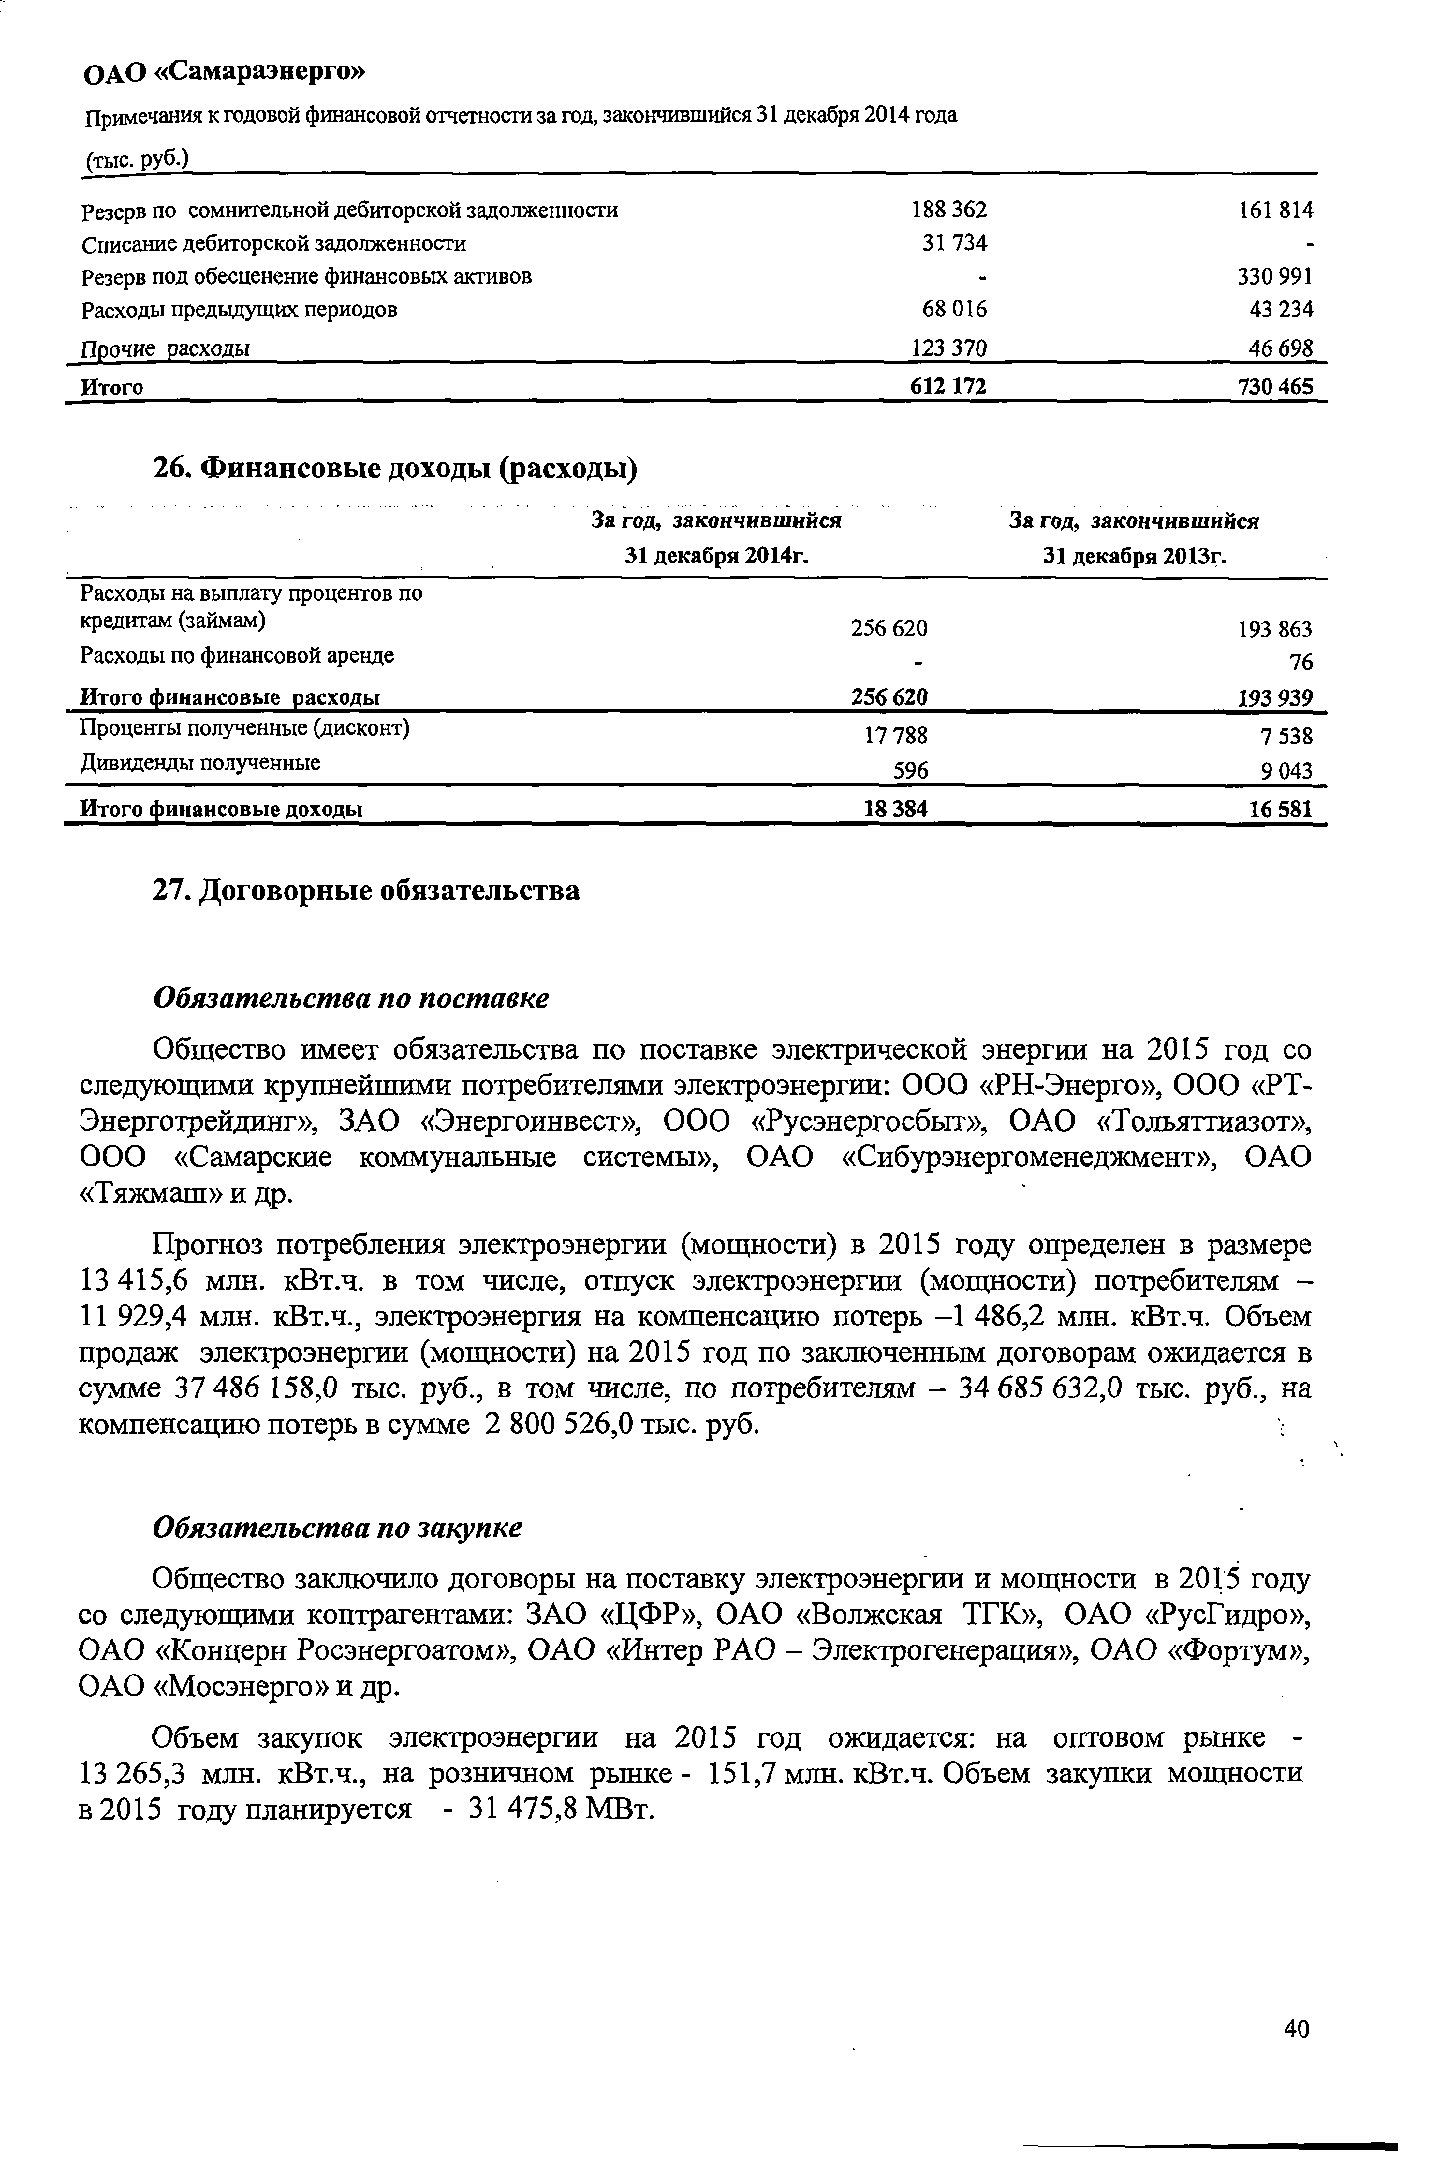 ОАО «Самараэнерго»
Примечания к годовой финансовой отчетности за год, закончившийся 31 декабря 2014 года
(тыс. руб.)
Резерв по сомнительной дебиторской задолженности 188 362 161 814
Списание дебиторской задолженности 31 734 -
Резерв под обесценение финансовых активов - 330 991
Расходы предыдущих периодов 68 016 43 234
Прочие расходы 123 370 46 698
Итого 612 172 730 465
26. Финансовые доходы (расходы)
За год, закончившийся За год, закончившийся
31 декабря 2014г. 31 декабря 2013г.
Расходы на выплату процентов по
кредитам (займам) 256 620 193 863
Расходы по финансовой аренде - 76
Итого финансовые расходы 256 620 193 939
Проценты полученные (дисконт) 17 788 7 538
Дивиденды полученные 596 9 043
Итого финансовые доходы 18 384 16 581
27. Договорные обязательства
Обязательства по поставке
Общество имеет обязательства по поставке электрической энергии на 2015 год со
следующими крупнейшими потребителями электроэнергии: ООО «РН-Энерго», ООО «РТ-
Энерготрейдинг», ЗАО «Энергоинвест», ООО «Русэнергосбыт», ОАО «Тольяттиазот»,
ООО «Самарские коммунальные системы», ОАО «Сибурэнергоменеджмент», ОАО
«Тяжмаш» и др.
Прогноз потребления электроэнергии (мощности) в 2015 году определен в размере
13 415,6 млн. кВт.ч. в том числе, отпуск электроэнергии (мощности) потребителям –
11 929,4 млн. кВт.ч., электроэнергия на компенсацию потерь –1 486,2 млн. кВт.ч. Объем
продаж электроэнергии (мощности) на 2015 год по заключенным договорам ожидается в
сумме 37 486 158,0 тыс. руб., в том числе, по потребителям – 34 685 632,0 тыс. руб., на
компенсацию потерь в сумме 2 800 526,0 тыс. руб.
Обязательства по закупке
Общество заключило договоры на поставку электроэнергии и мощности в 2015 году
со следующими контрагентами: ЗАО «ЦФР», ОАО «Волжская ТГК», ОАО «РусГидро»,
ОАО «Концерн Росэнергоатом», ОАО «Интер РАО – Электрогенерация», ОАО «Фортум»,
ОАО «Мосэнерго» и др.
Объем закупок электроэнергии на 2015 год ожидается: на оптовом рынке -
13 265,3 млн. кВт.ч., на розничном рынке - 151,7 млн. кВт.ч. Объем закупки мощности
в 2015 году планируется - 31 475,8 МВт.
40